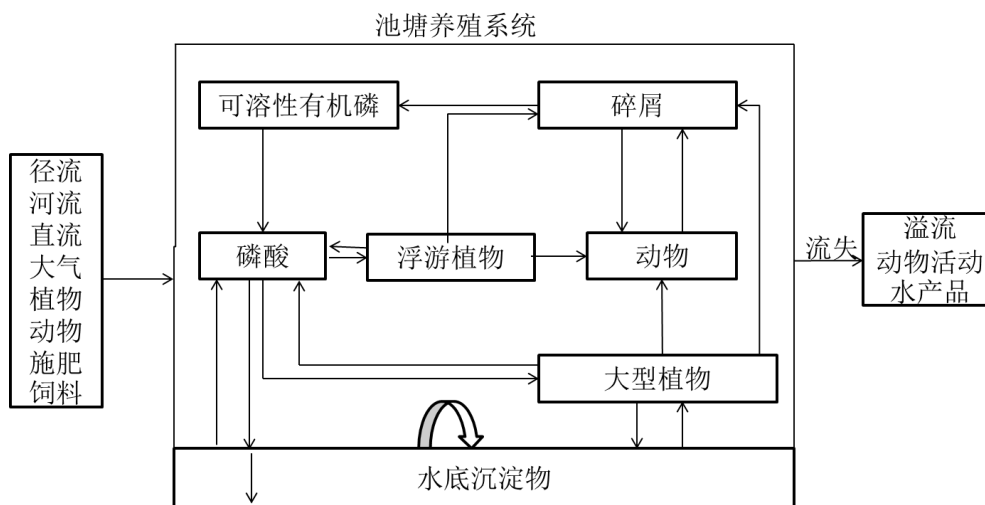 池塘养殖系统
可溶性有机磷
碎屑
径流
河流
直流
大气
植物
动物
施肥
饲料
磷酸
浮游植物
动物
流失
溢流
动物活动
水产品
大型植物
水底沉淀物